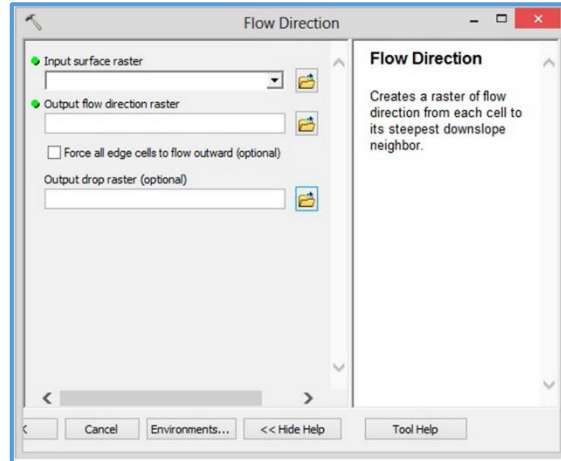 Flow Direction
Input surface raster
Output flow direction raster
Force all edge cells to flow outward (optional)
Output drop raster (optional)
Flow Direction
Creates a raster of flow
direction from each cell to
its steepest downslope
neighbor.
Cancel Environments... << Hide Help Tool Help